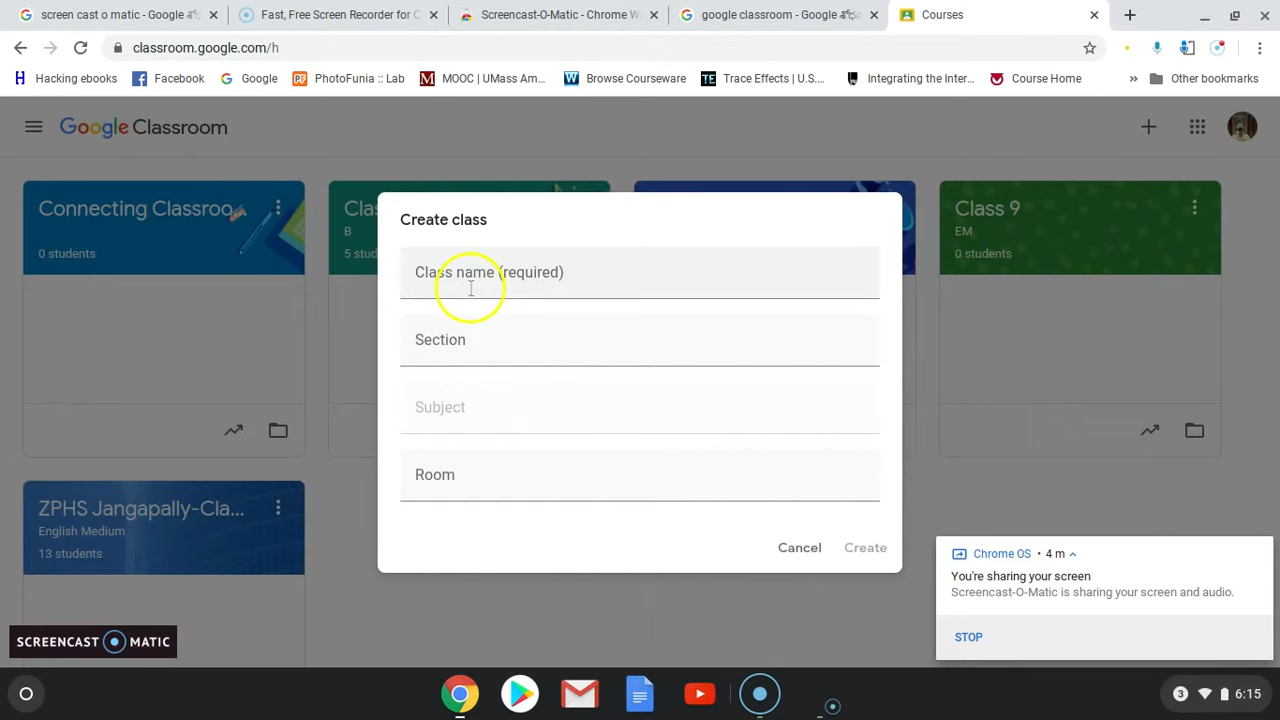 screen cast o matic - Google
Fast, Free Screen Recorder for C
Screencast-O-Matic - Chrome W
google classroom - Google
Courses
classroom.google.com/h
Hacking ebooks
Facebook
Google
PhotoFunia :: Lab
MOOC | UMass Am...
Browse Courseware
Trace Effects | U.S....
Integrating the Inter...
Course Home
Other bookmarks
Google Classroom
Connecting Classroo
0 students
B
5 stud
Class 9
EM
0 students
Create class
Class name (required)
Section
Subject
Room
Cancel
Create
ZPHS Jangapally-Cla...
English Medium
13 students
Chrome OS • 4 m
You're sharing your screen
Screencast-O-Matic is sharing your screen and audio.
STOP
SCREENCAST MATIC
3
6:15